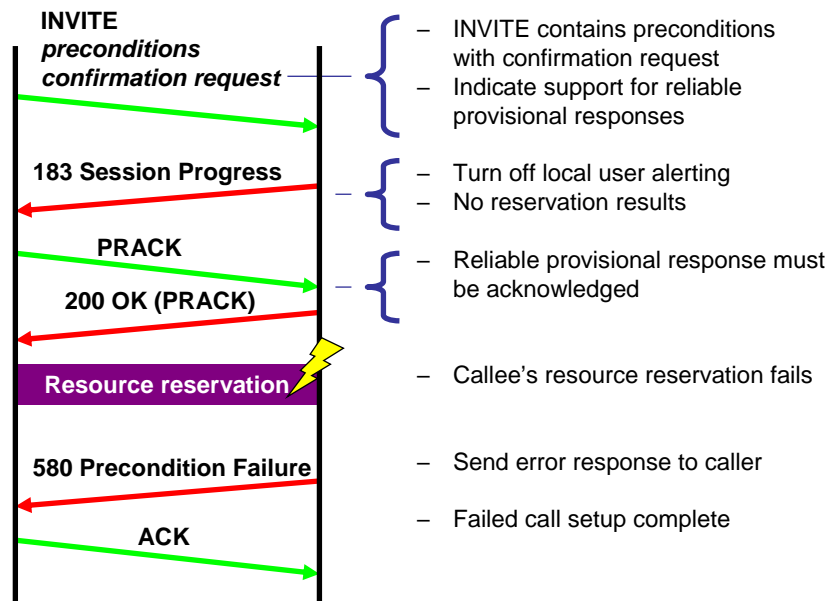 INVITE
preconditions
confirmation request
– INVITE contains preconditions
with confirmation request
– Indicate support for reliable
provisional responses
183 Session Progress
– Turn off local user alerting
– No reservation results
PRACK
– Reliable provisional response must
be acknowledged
200 OK (PRACK)
Resource reservation
– Callee's resource reservation fails
580 Precondition Failure
– Send error response to caller
ACK
– Failed call setup complete